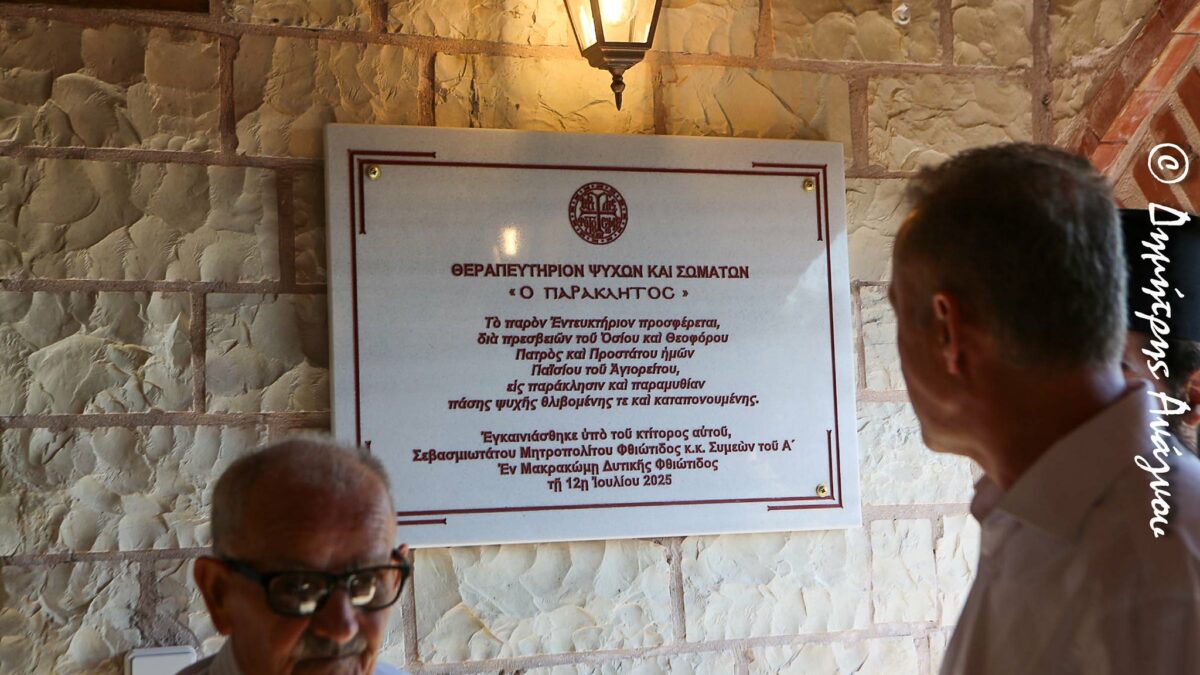 ΘΕΡΑΠΕΥΤΗΡΙΟΝ ΨΥΧΩΝ ΚΑΙ ΣΩΜΑΤΩΝ
« Ο ΠΑΡΑΚΛΗΤΟΣ »
Τὸ παρὸν Ἐντευκτήριον προσφέρεται,
διὰ πρεσβειῶν τοῦ Ὁσίου καὶ Θεοφόρου
Πατρὸς καὶ Προστάτου ἡμῶν
Παϊσίου τοῦ Ἁγιορείτου,
εἰς παράκλησιν καὶ παραμυθίαν
πάσης ψυχῆς θλιβομένης τε καὶ καταπονουμένης.
Ἐγκαινιάσθηκε ὑπὸ τοῦ κτίτορος αὐτοῦ,
Σεβασμιωτάτου Μητροπολίτου Φθιώτιδος κ.κ. Συμεὼν τοῦ Α΄
Ἐν Μακρακώμῃ Δυτικῆς Φθιώτιδος
τῇ 12ῃ Ἰουλίου 2025
© Δημήτρης Ανάγνου